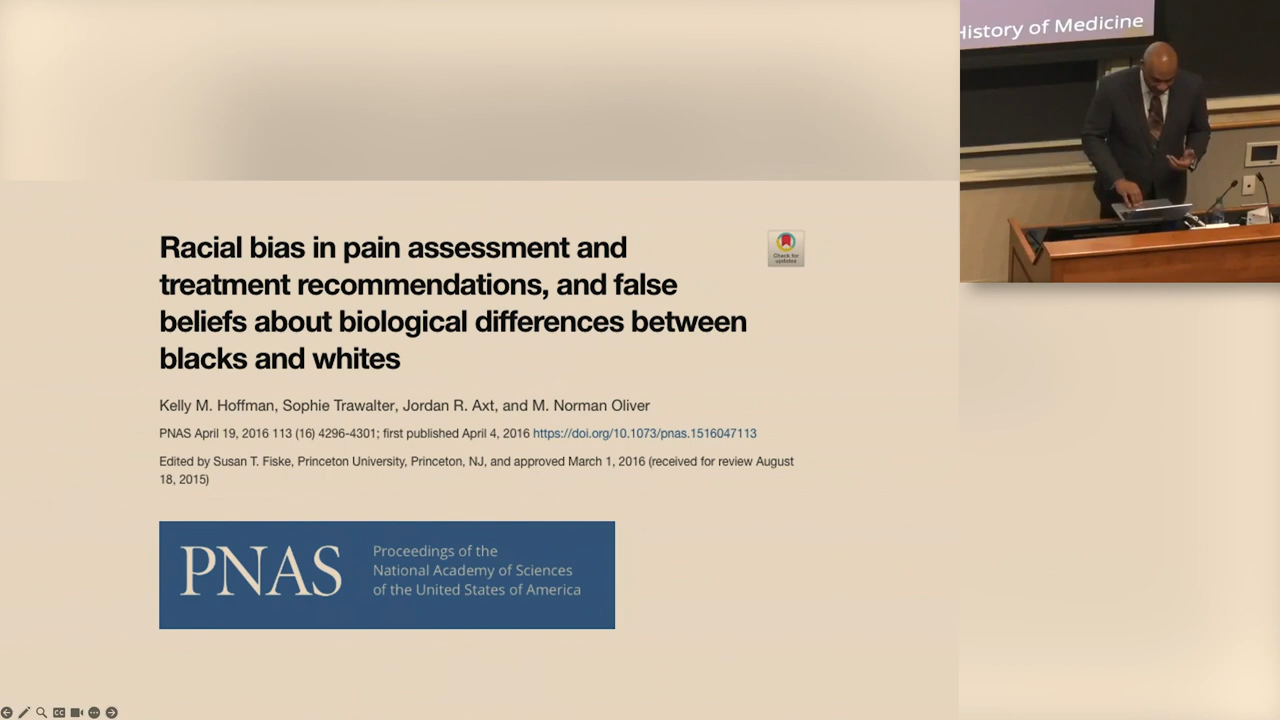 History of Medicine
Racial bias in pain assessment and
treatment recommendations, and false
beliefs about biological differences between
blacks and whites
Check for
updates
Kelly M. Hoffman, Sophie Trawalter, Jordan R. Axt, and M. Norman Oliver
PNAS April 19, 2016 113 (16) 4296-4301; first published April 4, 2016 https://doi.org/10.1073/pnas.1516047113
Edited by Susan T. Fiske, Princeton University, Princeton, NJ, and approved March 1, 2016 (received for review August
18, 2015)
PNAS
Proceedings of the
National Academy of Sciences
of the United States of America
CC